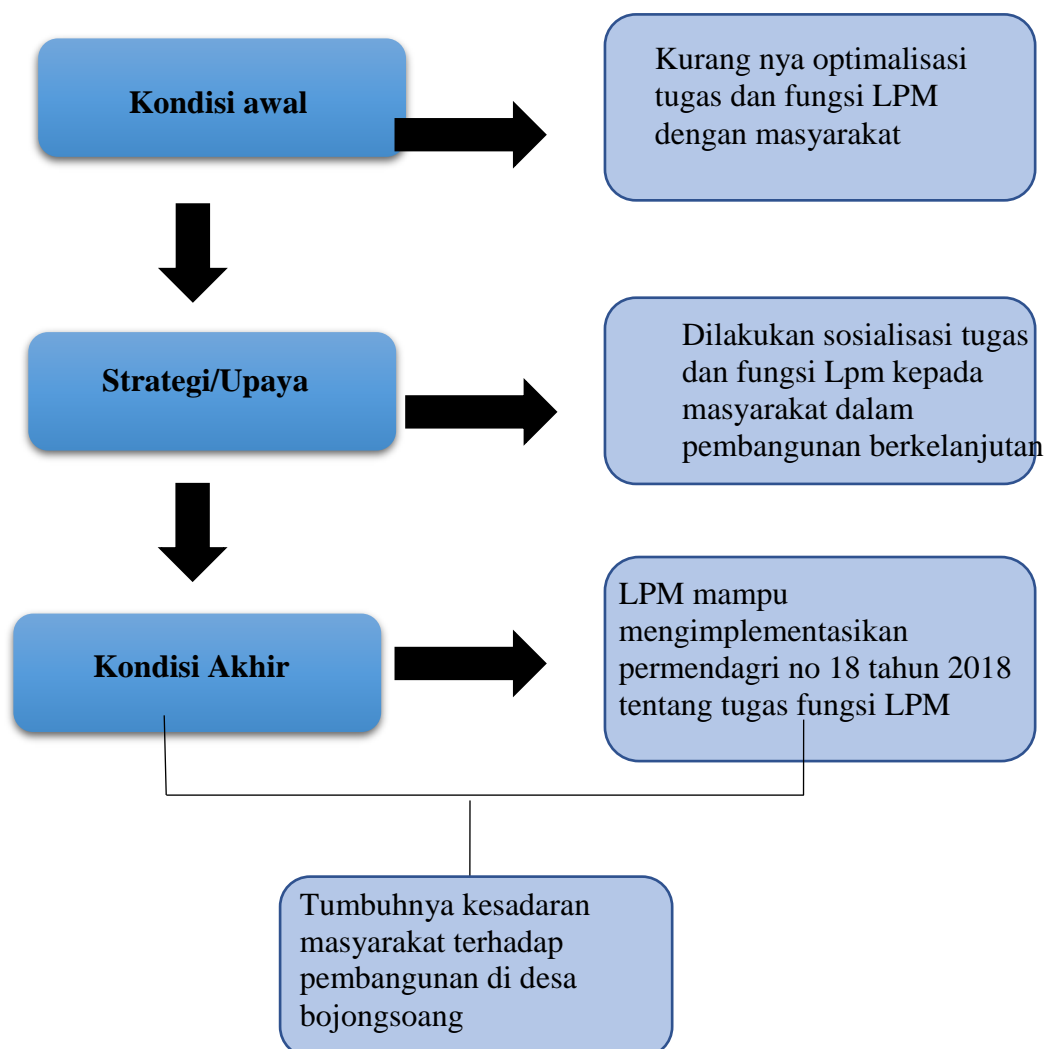 Kondisi awal
Kurang nya optimalisasi
tugas dan fungsi LPM
dengan masyarakat
Strategi/Upaya
Dilakukan sosialisasi tugas
dan fungsi Lpm kepada
masyarakat dalam
pembangunan berkelanjutan
Kondisi Akhir
LPM mampu
mengimplementasikan
permendagri no 18 tahun 2018
tentang tugas fungsi LPM
Tumbuhnya kesadaran
masyarakat terhadap
pembangunan di desa
bojongsoang